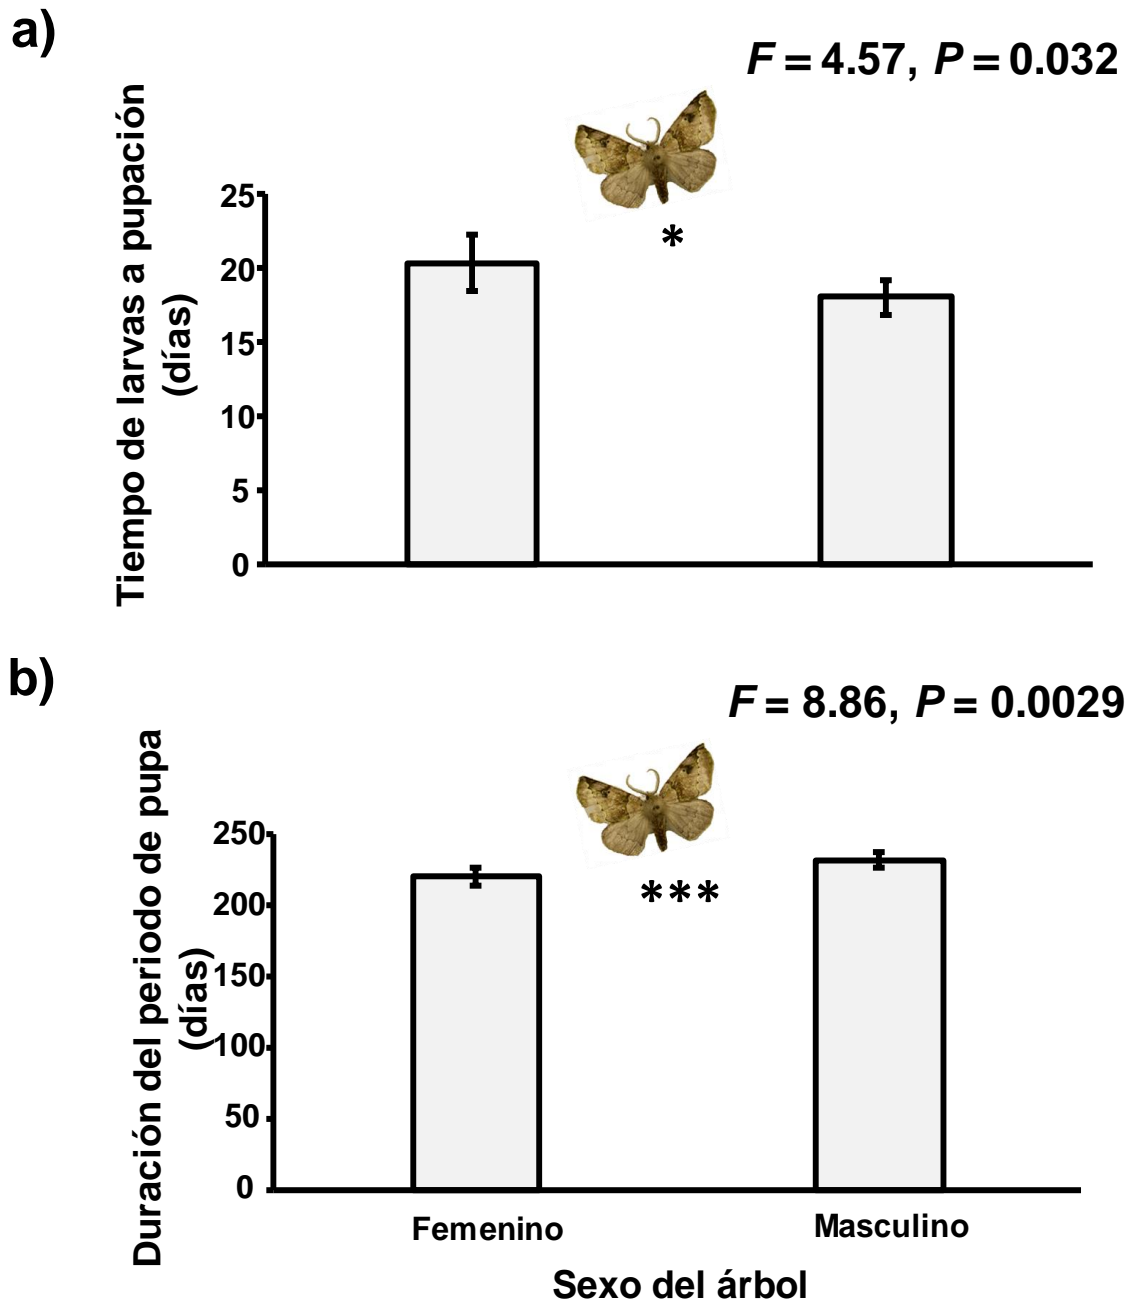 a)
F = 4.57, P = 0.032
Tiempo de larvas a pupación
(días)
25
20
15
10
5
0
*
b)
F = 8.86, P = 0.0029
Duración del periodo de pupa
(días)
250
200
150
100
50
0
***
Femenino
Masculino
Sexo del árbol